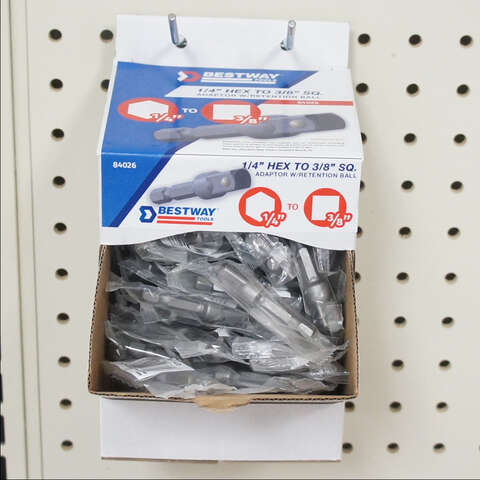 BESTWAY
TOOLS
1/4" HEX TO 3/8" SQ.
ADAPTOR W/RETENTION BALL
84026
1/4" TO 3/8"
84026
1/4" HEX TO 3/8" SQ.
ADAPTOR W/RETENTION BALL
BESTWAY
TOOLS
1/4" TO 3/8"